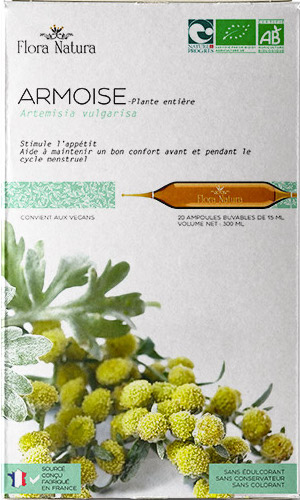 Flora Natura
NATURE
PROGRÈS
AB
ARMOISE-Plante entière
Artemisia vulgarisa
Stimule l'appétit
Aide à maintenir un bon confort avant et pendant le
cycle menstruel
Flora Natura
CONVIENT AUX VEGANS
20 AMPOULES BUVABLES DE 15 ML
VOLUME NET : 300 ML
SOURCÉ
CONÇU
FABRIQUÉ
EN FRANCE
Flora Natura
SANS ÉDULCORANT
SANS CONSERVATEUR
SANS COLORANT